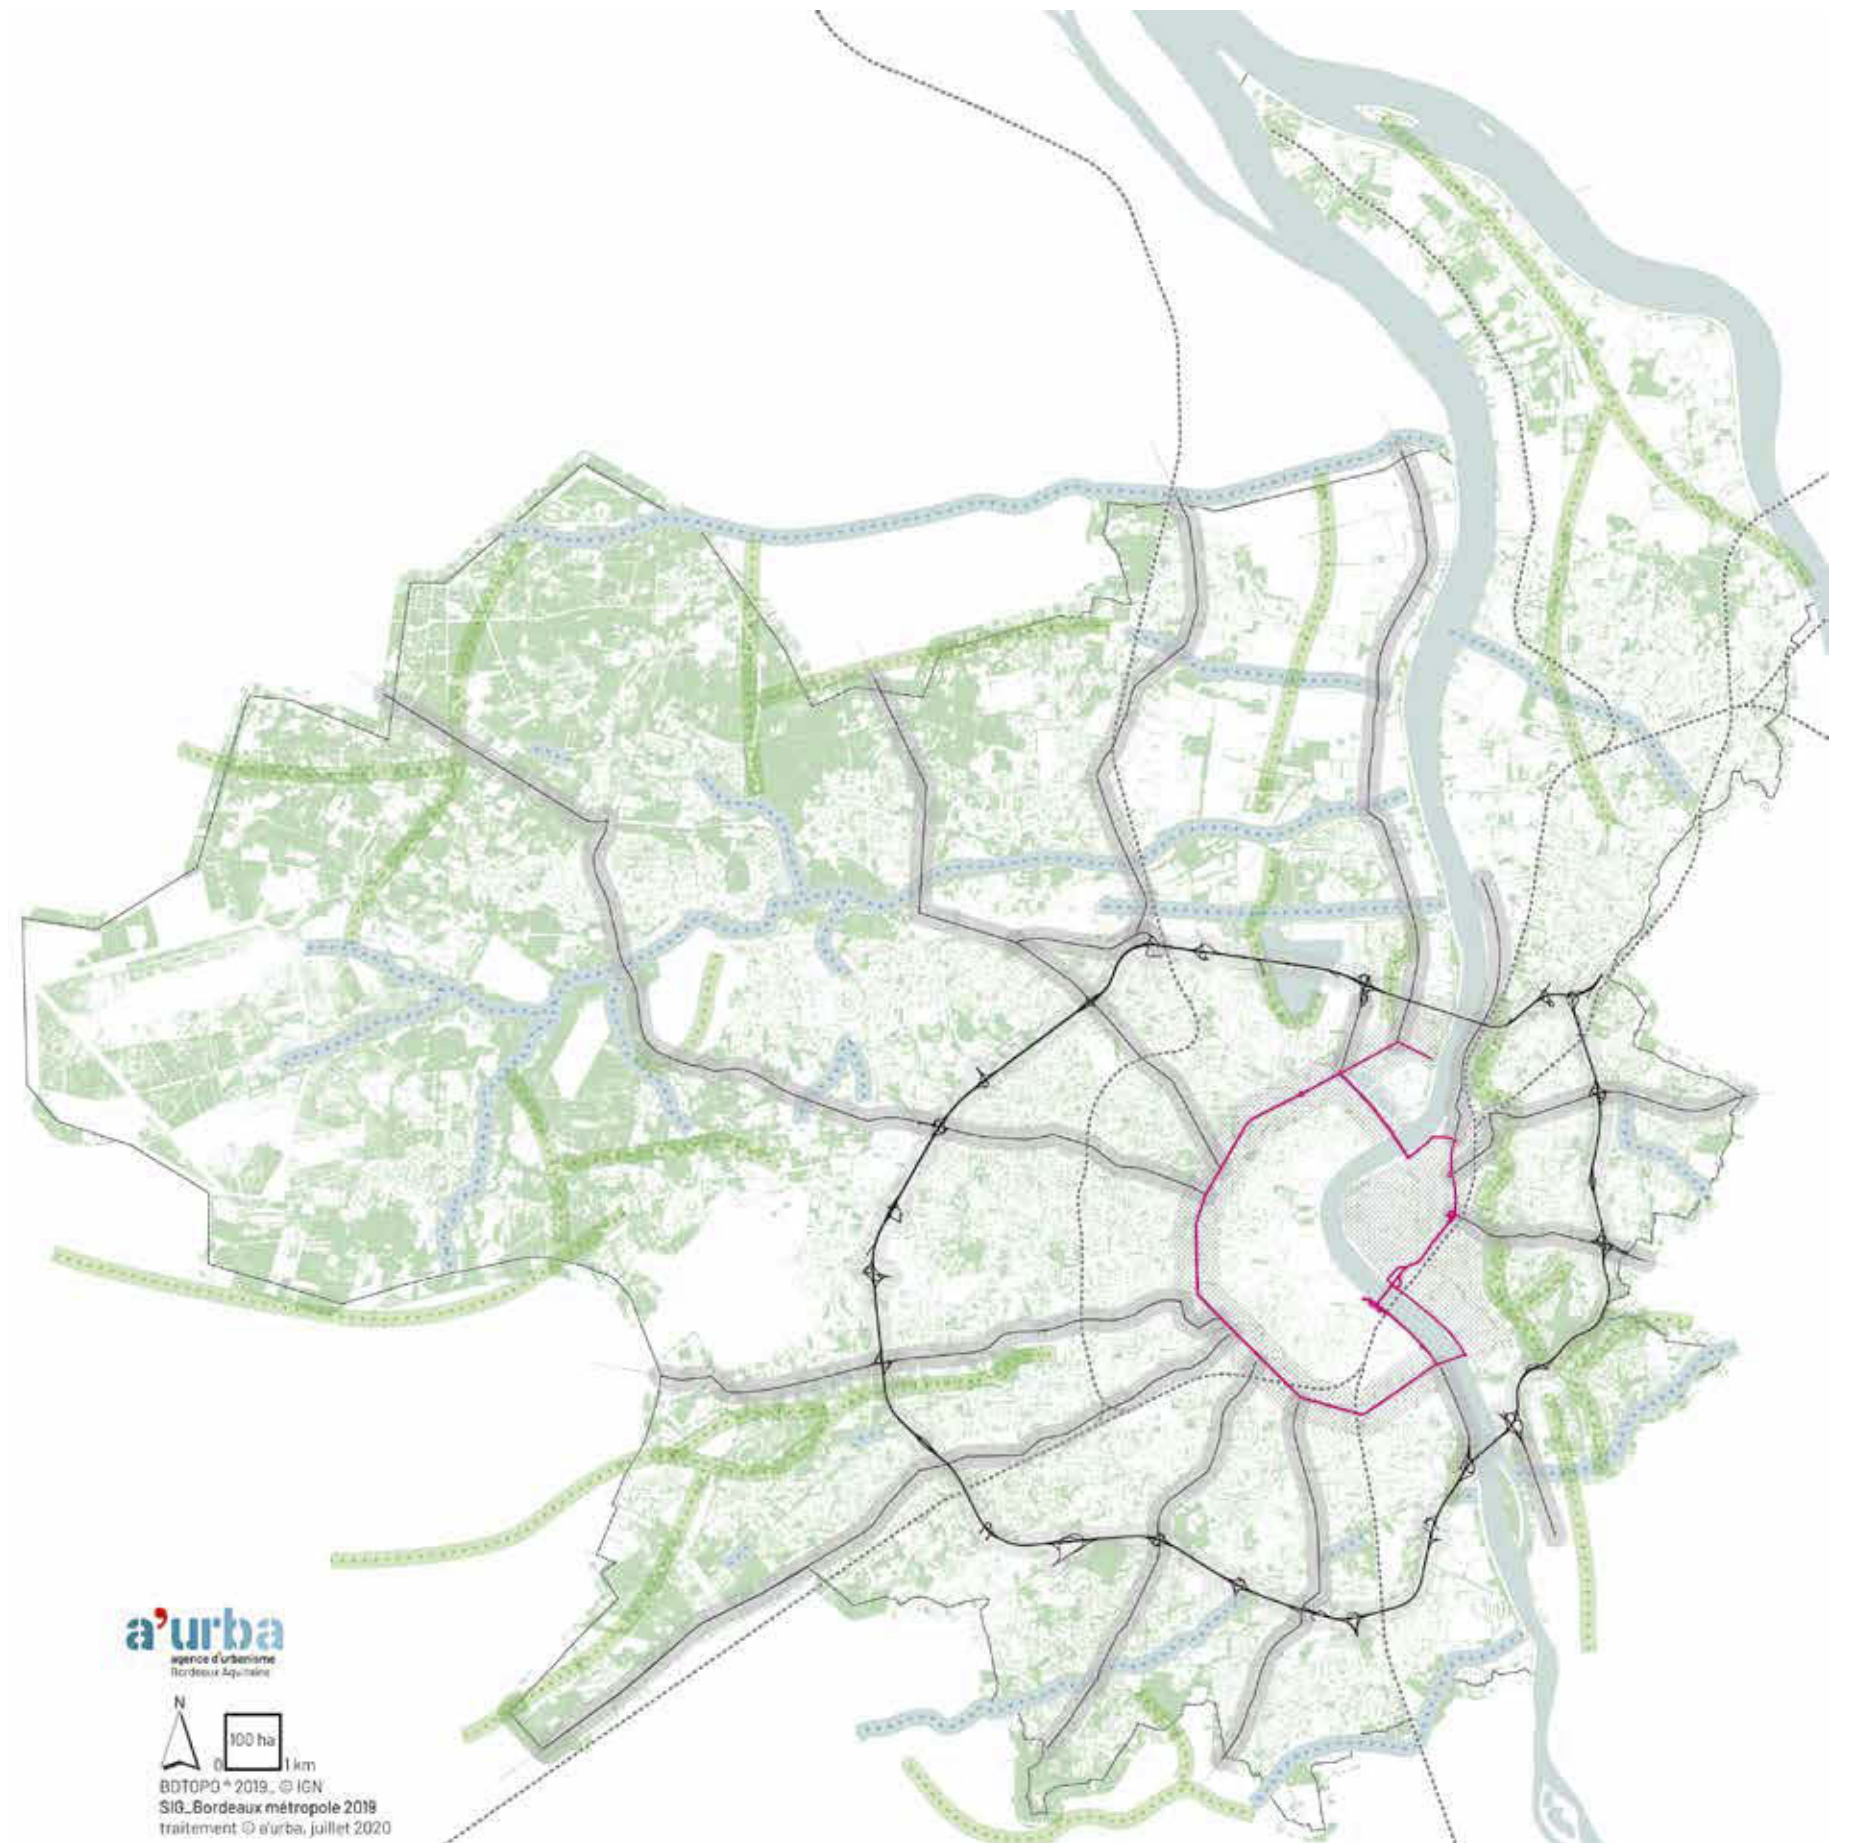 a'urba
agence d'urbanisme
Bordeaux Aquitaine
N
100 ha
0 1 km
BDTOPO ® 2019_ © IGN
SIG_Bordeaux métropole 2019
traitement © a'urba, juillet 2020